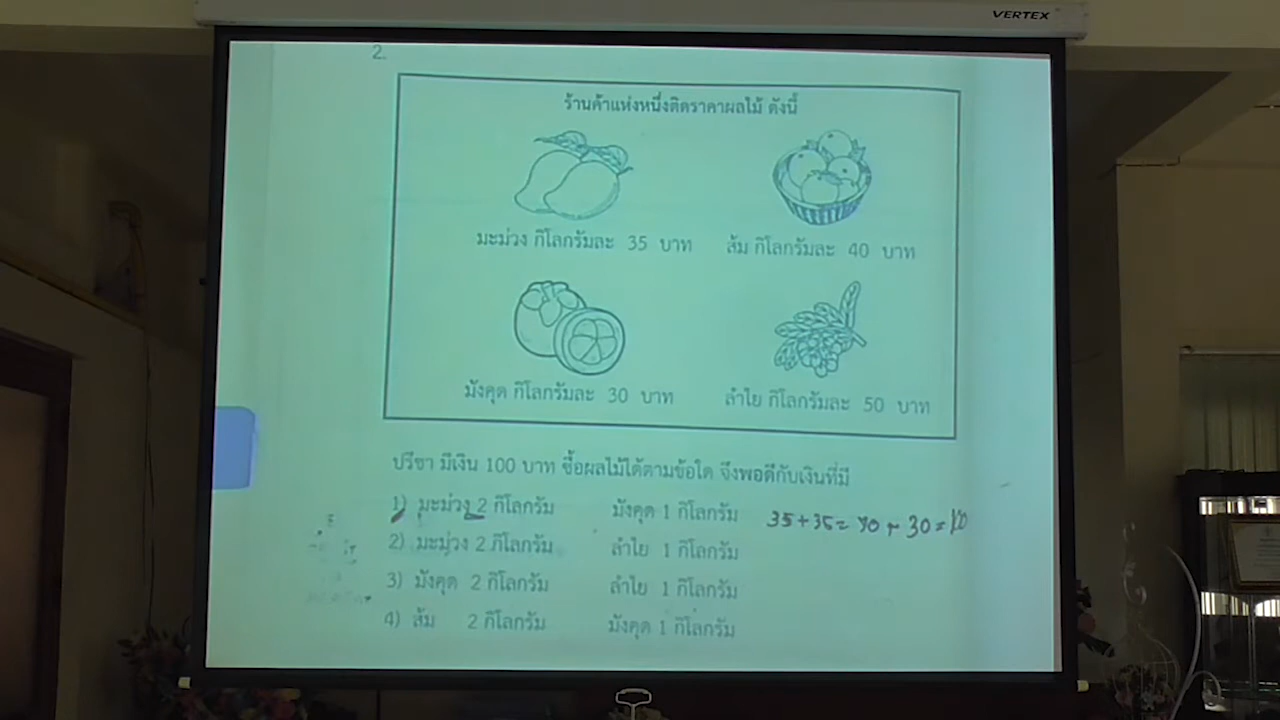 VERTEX
2.
ร้านค้าแห่งหนึ่งติดราคาผลไม้ ดังนี้
มะม่วง กิโลกรัมละ 35 บาท ส้ม กิโลกรัมละ 40 บาท
มังคุด กิโลกรัมละ 30 บาท ลำไย กิโลกรัมละ 50 บาท
ปรีชา มีเงิน 100 บาท ซื้อผลไม้ได้ตามข้อใด จึงพอดีกับเงินที่มี
1) มะม่วง 2 กิโลกรัม มังคุด 1 กิโลกรัม 35+35=70+30=100
2) มะม่วง 2 กิโลกรัม ลำไย 1 กิโลกรัม
3) มังคุด 2 กิโลกรัม ลำไย 1 กิโลกรัม
4) ส้ม 2 กิโลกรัม มังคุด 1 กิโลกรัม